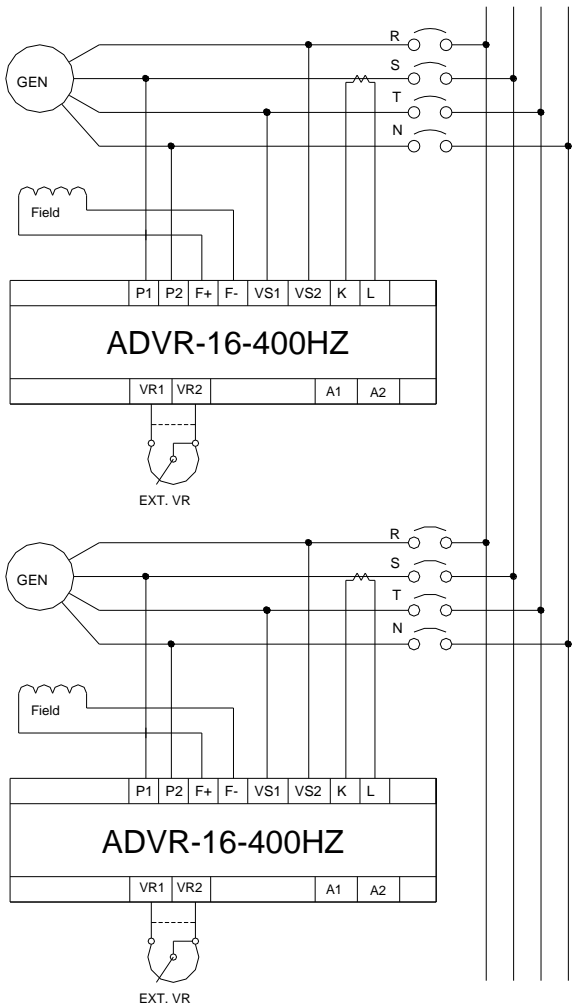 R
S
GEN
T
N
Field
P1 P2 F+ F- VS1 VS2 K L
ADVR-16-400HZ
VR1 VR2 A1 A2
EXT. VR
R
S
GEN
T
N
Field
P1 P2 F+ F- VS1 VS2 K L
ADVR-16-400HZ
VR1 VR2 A1 A2
EXT. VR